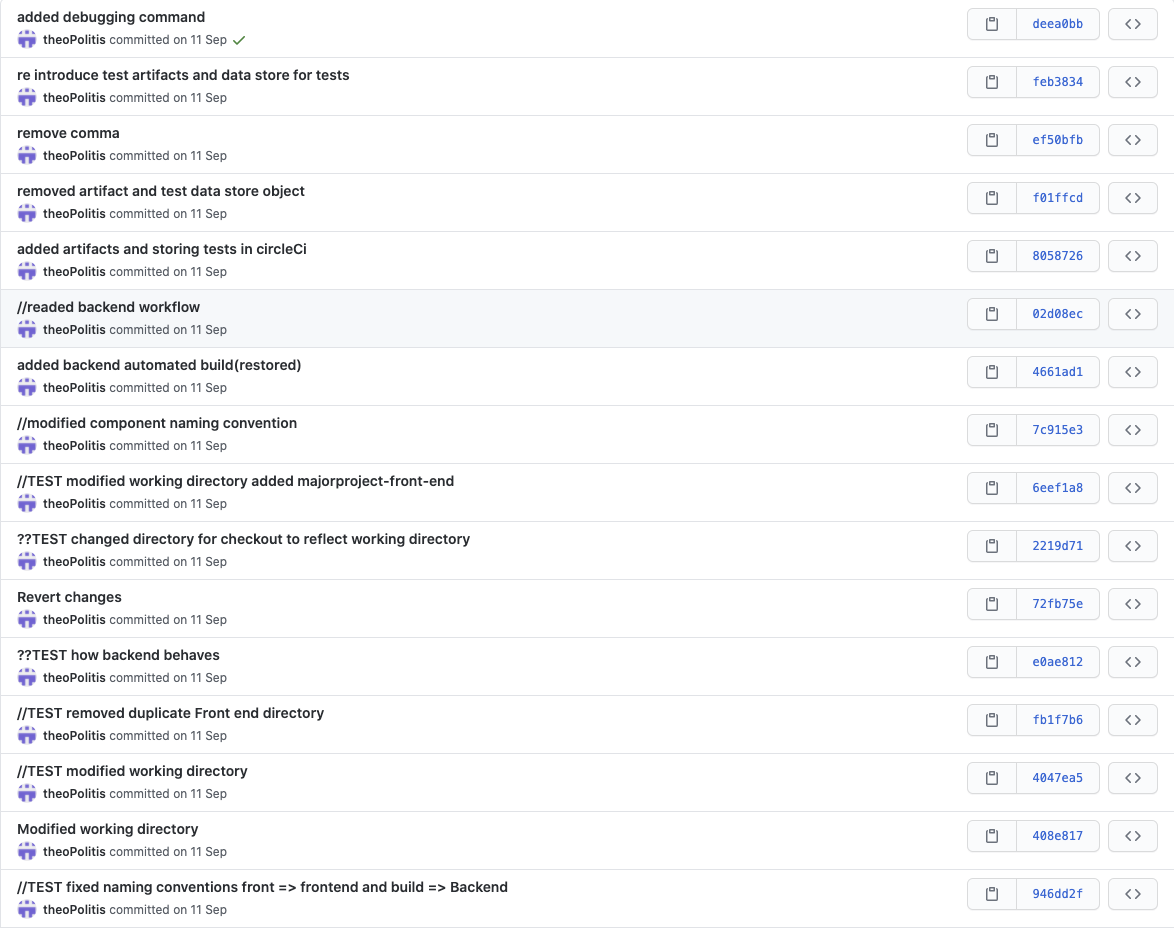 added debugging command
theoPolitis committed on 11 Sep
deea0bb
re introduce test artifacts and data store for tests
theoPolitis committed on 11 Sep
feb3834
remove comma
theoPolitis committed on 11 Sep
ef50bfb
removed artifact and test data store object
theoPolitis committed on 11 Sep
f01ffcd
added artifacts and storing tests in circleCi
theoPolitis committed on 11 Sep
8058726
//readed backend workflow
theoPolitis committed on 11 Sep
02d08ec
added backend automated build(restored)
theoPolitis committed on 11 Sep
4661ad1
//modified component naming convention
theoPolitis committed on 11 Sep
7c915e3
//TEST modified working directory added majorproject-front-end
theoPolitis committed on 11 Sep
6eef1a8
??TEST changed directory for checkout to reflect working directory
theoPolitis committed on 11 Sep
2219d71
Revert changes
theoPolitis committed on 11 Sep
72fb75e
??TEST how backend behaves
theoPolitis committed on 11 Sep
e0ae812
//TEST removed duplicate Front end directory
theoPolitis committed on 11 Sep
fb1f7b6
//TEST modified working directory
theoPolitis committed on 11 Sep
4047ea5
Modified working directory
theoPolitis committed on 11 Sep
408e817
//TEST fixed naming conventions front => frontend and build => Backend
theoPolitis committed on 11 Sep
946dd2f